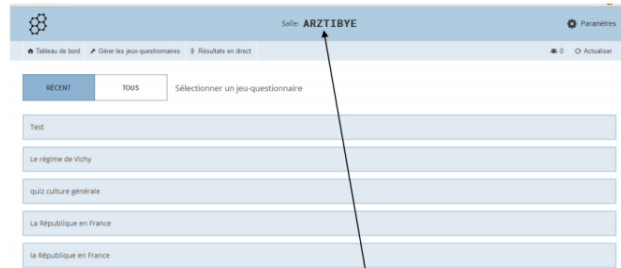 Salle: ARZTIBYE
Paramètres
Tableau de bord
Gérer les jeux-questionnaires
Résultats en direct
0
Actualiser
RÉCENT
TOUS
Sélectionner un jeu-questionnaire
Test
Le régime de Vichy
quiz culture générale
La République en France
la République en France